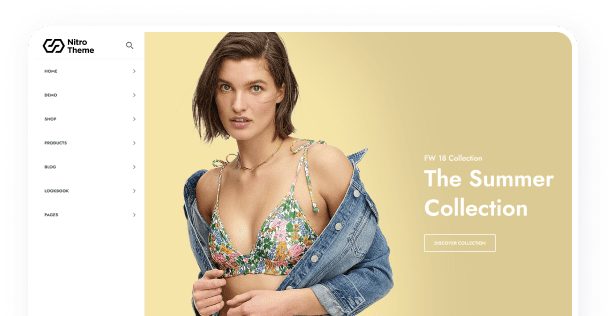 Nitro
Theme
HOME
DEMO
SHOP
PRODUCTS
BLOG
LOOKBOOK
PAGES
FW 18 Collection
The Summer
Collection
DISCOVER COLLECTION